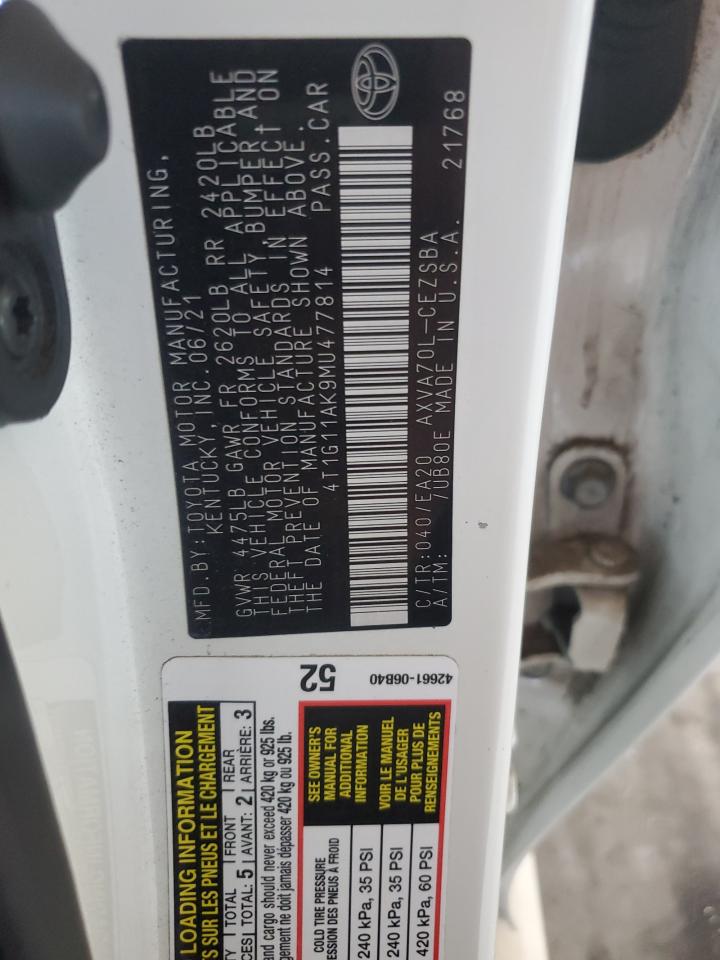 MFD.BY:TOYOTA MOTOR MANUFACTURING,
KENTUCKY, INC. 06/21
GVWR 4475LB GAWR FR 2620LB RR 2420LB
THIS VEHICLE CONFORMS TO ALL APPLICABLE
FEDERAL MOTOR VEHICLE SAFETY, BUMPER AND
THEFT PREVENTION STANDARDS IN EFFECT ON
THE DATE OF MANUFACTURE SHOWN ABOVE.
4T1G11AK9MU477814 PASS.CAR
C/TR:040/EA20 AXVA70L-CEZSBA
A/TM: /UB80E MADE IN U.S.A. 21768
LOADING INFORMATION
SUR LES PNEUS ET LE CHARGEMENT
TOTAL FRONT REAR
TOTAL: 5 AVANT: 2 ARRIÈRE: 3
and cargo should never exceed 420 kg or 925 lbs.
ne doit jamais dépasser 420 kg ou 925 lb.
52
42661-06B40
COLD TIRE PRESSURE
DES PNEUS À FROID
SEE OWNER'S
MANUAL FOR
ADDITIONAL
INFORMATION
VOIR LE MANUEL
DE L'USAGER
POUR PLUS DE
RENSEIGNEMENTS
240 kPa, 35 PSI
240 kPa, 35 PSI
420 kPa, 60 PSI